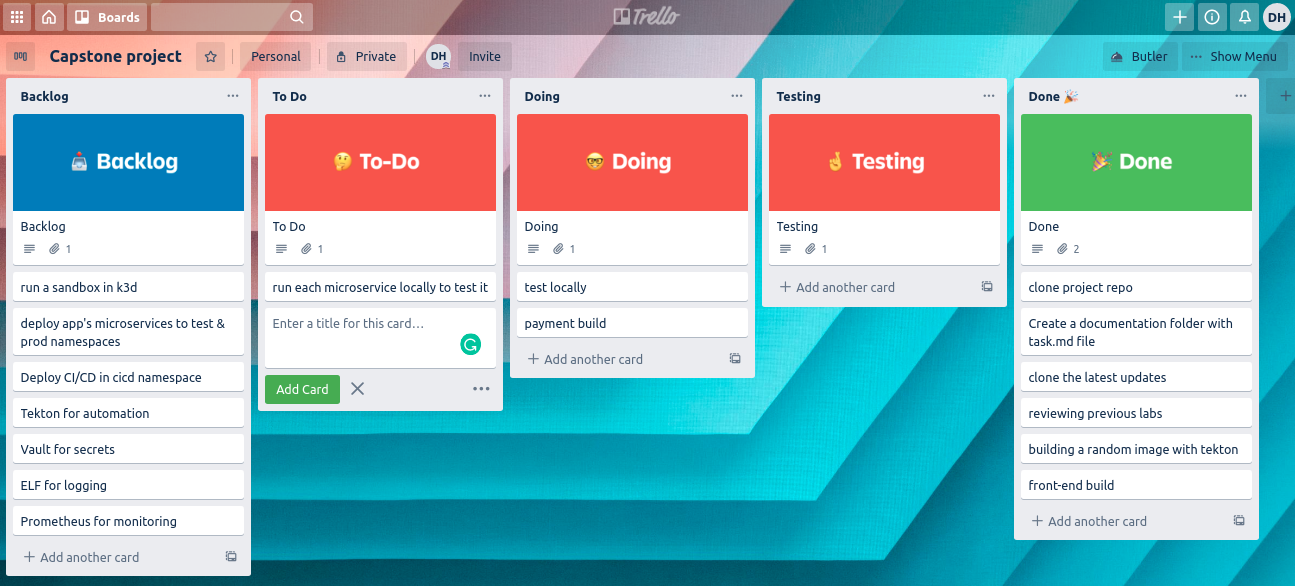 Boards
Trello
DH
Capstone project
Personal
Private
DH
Invite
Butler
Show Menu
Backlog
Backlog
Backlog
1
run a sandbox in k3d
deploy app's microservices to test &
prod namespaces
Deploy CI/CD in cicd namespace
Tekton for automation
Vault for secrets
ELF for logging
Prometheus for monitoring
+ Add another card
To Do
To-Do
To Do
1
run each microservice locally to test it
Enter a title for this card…
Add Card
Doing
Doing
Doing
1
test locally
payment build
+ Add another card
Testing
Testing
Testing
1
+ Add another card
Done 🎉
Done
Done
2
clone project repo
Create a documentation folder with
task.md file
clone the latest updates
reviewing previous labs
building a random image with tekton
front-end build
+ Add another card